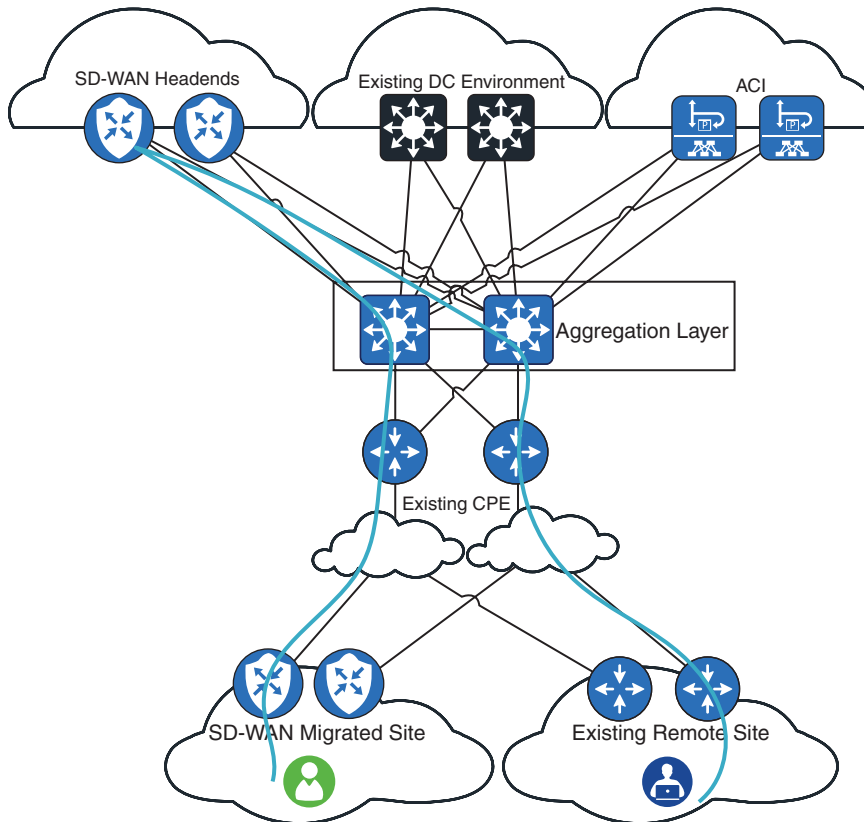 SD-WAN Headends
Existing DC Environment
ACI
P
P
Aggregation Layer
Existing CPE
SD-WAN Migrated Site
Existing Remote Site